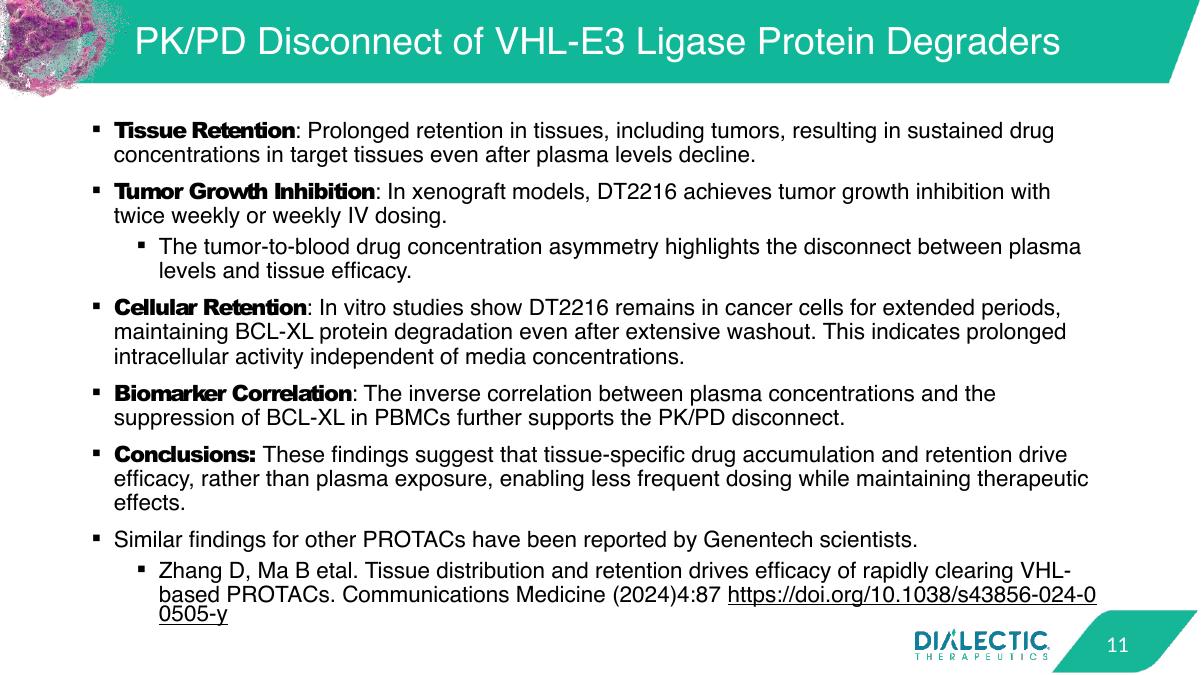 PK/PD Disconnect of VHL-E3 Ligase Protein Degraders
▪ Tissue Retention: Prolonged retention in tissues, including tumors, resulting in sustained drug
concentrations in target tissues even after plasma levels decline.
▪ Tumor Growth Inhibition: In xenograft models, DT2216 achieves tumor growth inhibition with
twice weekly or weekly IV dosing.
▪ The tumor-to-blood drug concentration asymmetry highlights the disconnect between plasma
levels and tissue efficacy.
▪ Cellular Retention: In vitro studies show DT2216 remains in cancer cells for extended periods,
maintaining BCL-XL protein degradation even after extensive washout. This indicates prolonged
intracellular activity independent of media concentrations.
▪ Biomarker Correlation: The inverse correlation between plasma concentrations and the
suppression of BCL-XL in PBMCs further supports the PK/PD disconnect.
▪ Conclusions: These findings suggest that tissue-specific drug accumulation and retention drive
efficacy, rather than plasma exposure, enabling less frequent dosing while maintaining therapeutic
effects.
▪ Similar findings for other PROTACs have been reported by Genentech scientists.
▪ Zhang D, Ma B etal. Tissue distribution and retention drives efficacy of rapidly clearing VHL-
based PROTACs. Communications Medicine (2024)4:87 https://doi.org/10.1038/s43856-024-0
0505-y
DIALECTIC
THERAPEUTICS
11